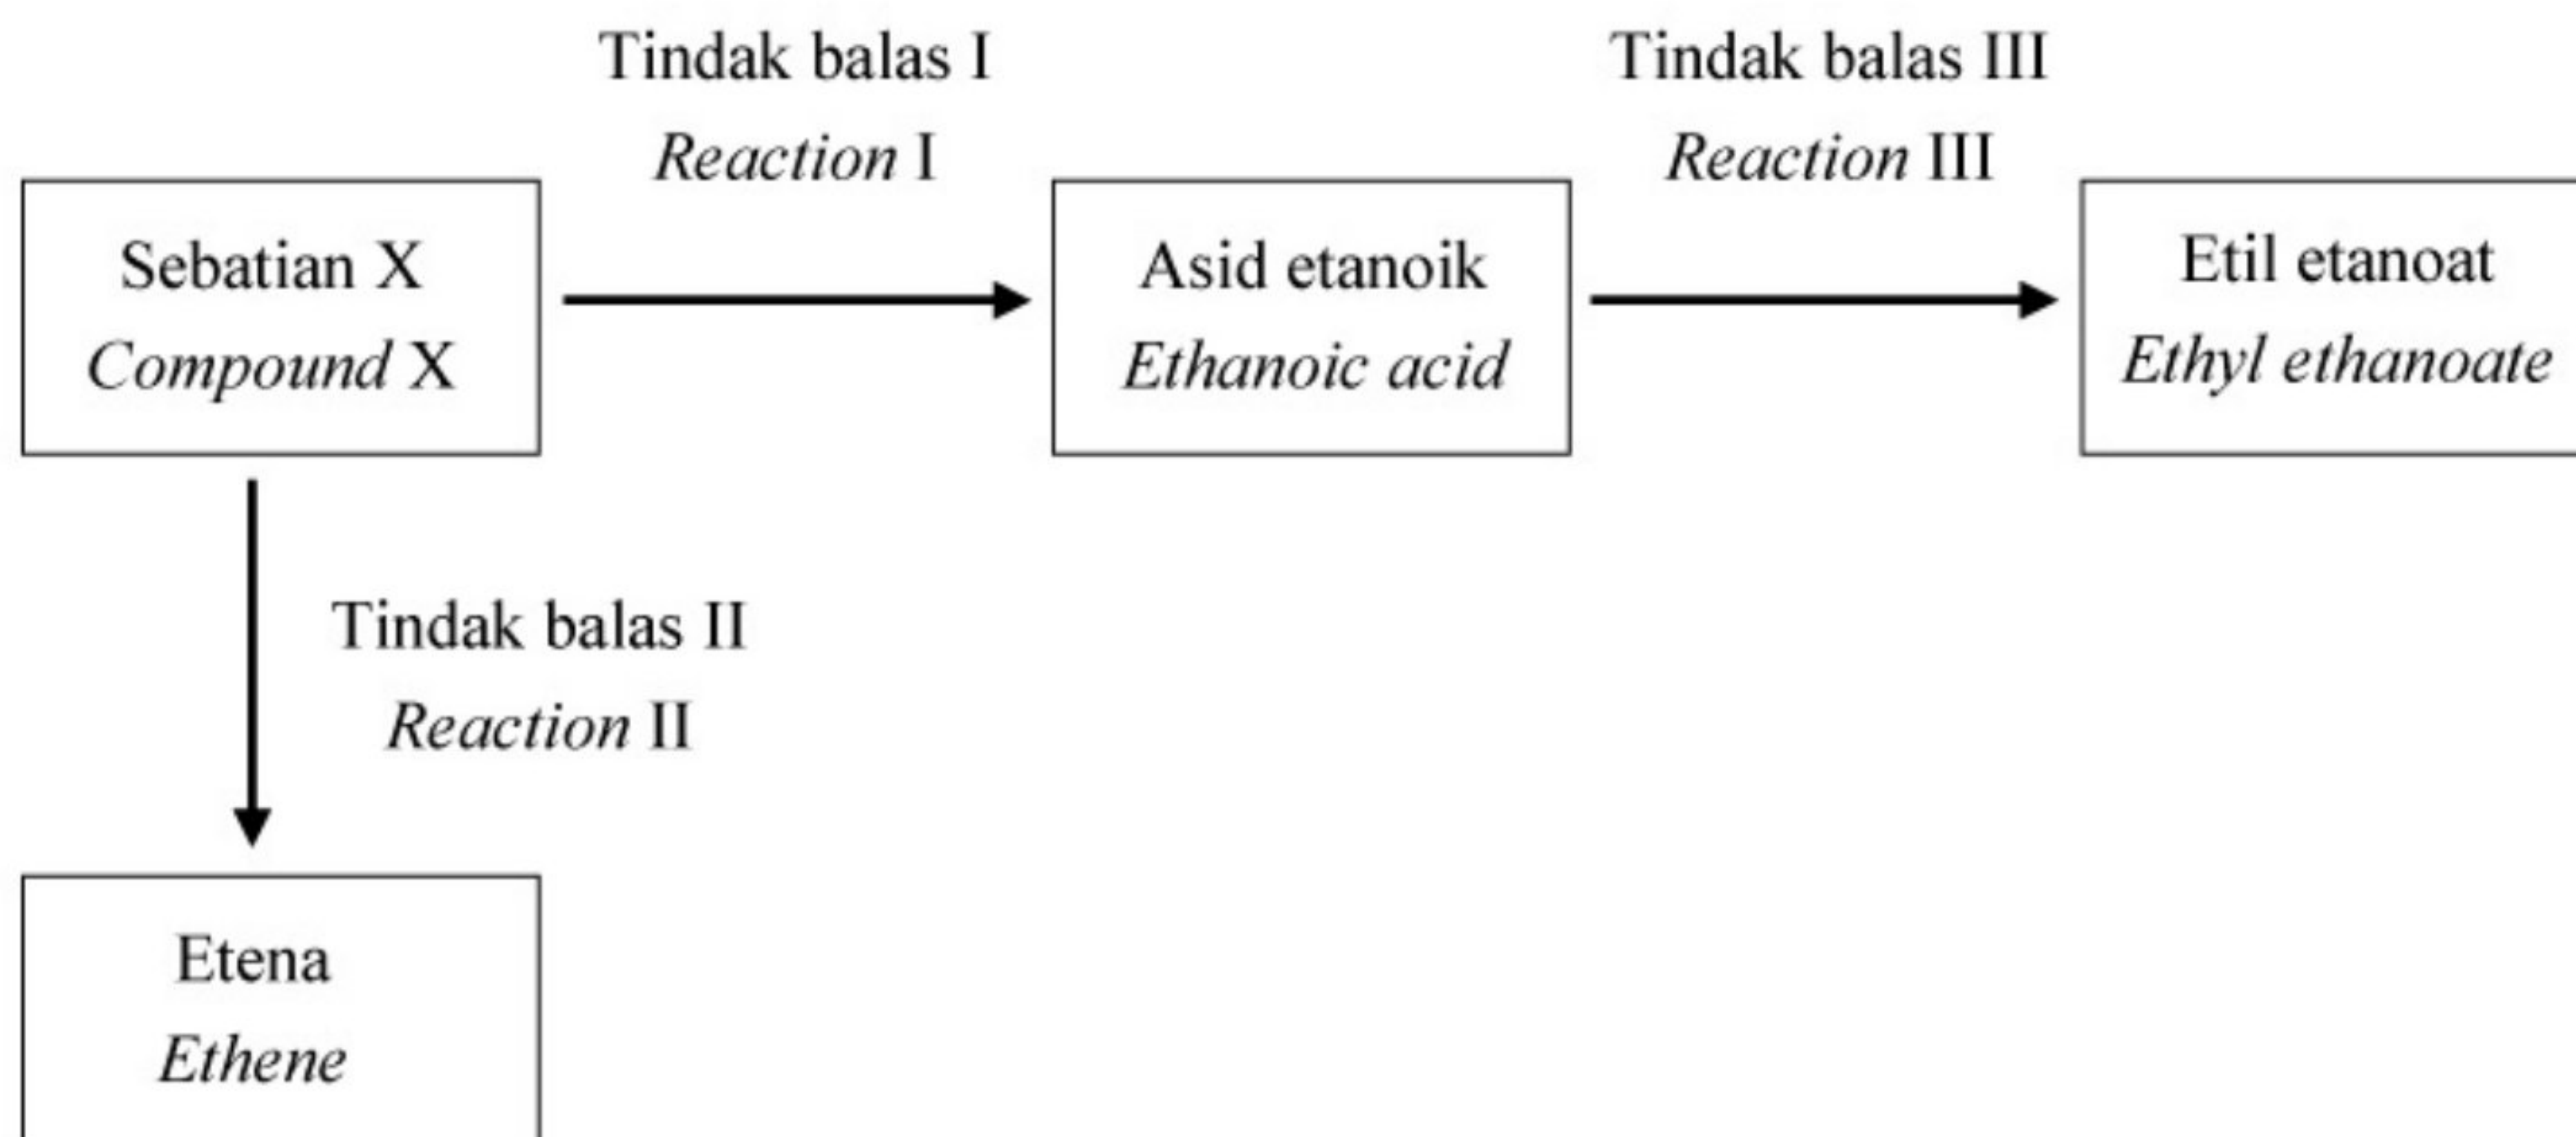 Tindak balas I
Reaction I
Tindak balas III
Reaction III
Sebatian X
Compound X
Asid etanoik
Ethanoic acid
Etil etanoat
Ethyl ethanoate
Tindak balas II
Reaction II
Etena
Ethene